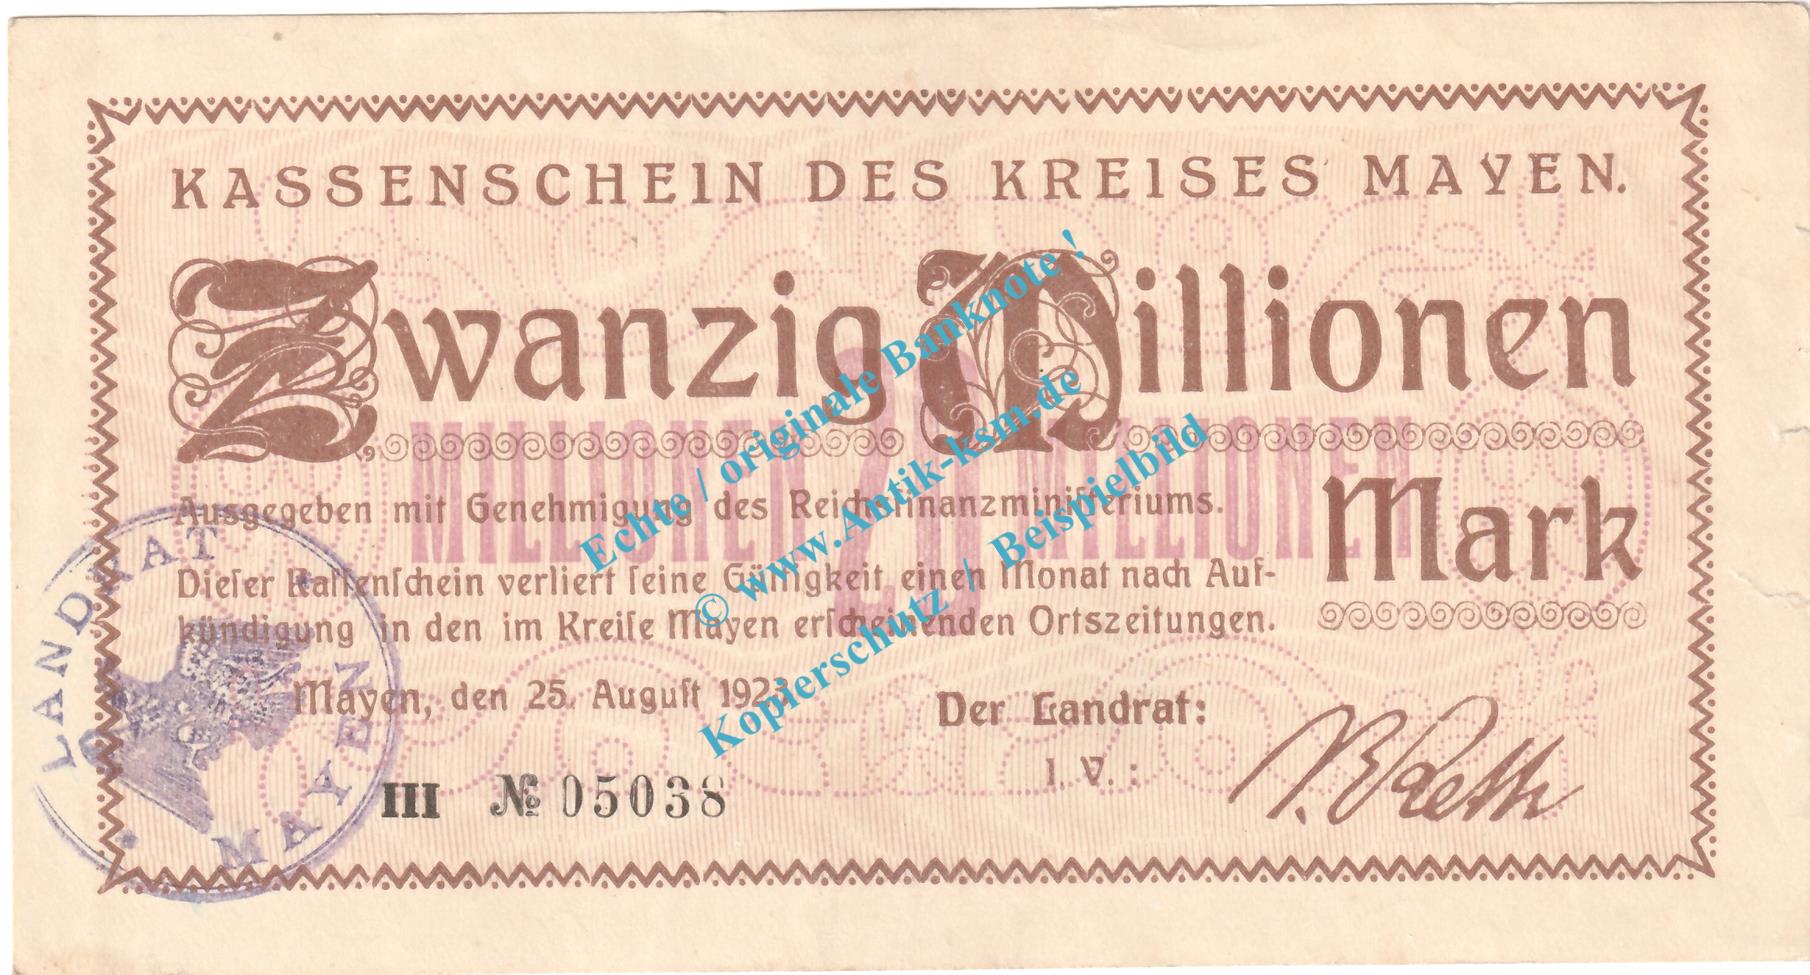 KASSENSCHEIN DES KREISES MAYEN.
Zwanzig Millionen
MILLIONEN 20 MILLIONEN
Mark
Ausgegeben mit Genehmigung des Reichsfinanzministeriums.
Dieser Kassenschein verliert seine Gültigkeit einen Monat nach Auf-
kündigung in den im Kreise Mayen erscheinenden Ortszeitungen.
Mayen, den 25. August 1923
Der Landrat:
I. V.:
III № 05038
LANDRAT
MAYEN
Echte / originale Banknote !
© www.Antik-ksm.de
Kopierschutz / Beispielbild